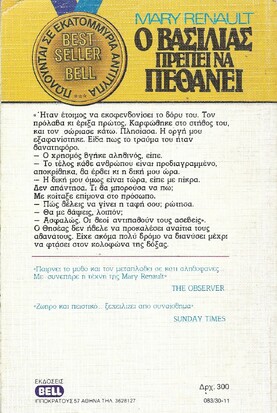 ΠΟΛΟΥΝΤΑΙ ΣΕ ΕΚΑΤΟΜΜΥΡΙΑ ΑΝΤΙΤΥΠΑ...
BEST
SELLER
BELL
MARY RENAULT
Ο ΒΑΣΙΛΙΑΣ
ΠΡΕΠΕΙ ΝΑ
ΠΕΘΑΝΕΙ
«Ήταν έτοιμος να εκσφενδονίσει το δόρυ του. Τον
πρόλαβα κι έριξα πρώτος. Καρφώθηκε στο στήθος του,
και τον σώριασε κάτω. Πλησίασα. Η οργή μου
εξαφανίστηκε. Είδα πως το τραύμα του ήταν
θανατηφόρο.
— Ο χρησμός βγήκε αληθινός, είπε.
— Το τέλος κάθε ανθρώπου είναι προδιαγραμμένο,
αποκρίθηκα, θα έρθει κι η δική μου ώρα.
— Η δική μου όμως είναι τώρα, είπε με πίκρα.
Δεν απάντησα. Τι θα μπορούσα να πω;
Με κοίταξε επίμονα στο πρόσωπο.
— Πώς θέλεις να γίνει η ταφή σου; ρώτησα.
— Θα με θάψεις, λοιπόν;
— Ασφαλώς. Οι θεοί αντιπαθούν τους ασεβείς».
Ο Θησέας δεν ήθελε να προκαλέσει αναίτια τους
αθανάτους. Είχε ακόμα πολύ δρόμο να διανύσει μέχρι
να φτάσει στον κολοφώνα της δόξας.
«Παίρνει το μύθο και τον μεταπλάθει σε κάτι αληθοφανές...
Με συνεπήρε η τέχνη της Mary Renault»
THE OBSERVER
«Ζωηρό και πειστικό... ξεχειλίζει από συναίσθημα»
SUNDAY TIMES
ΕΚΔΟΣΕΙΣ
BELL
ΙΠΠΟΚΡΑΤΟΥΣ 57 ΑΘΗΝΑ ΤΗΛ. 3628127
Δρχ. 300
083/30-11